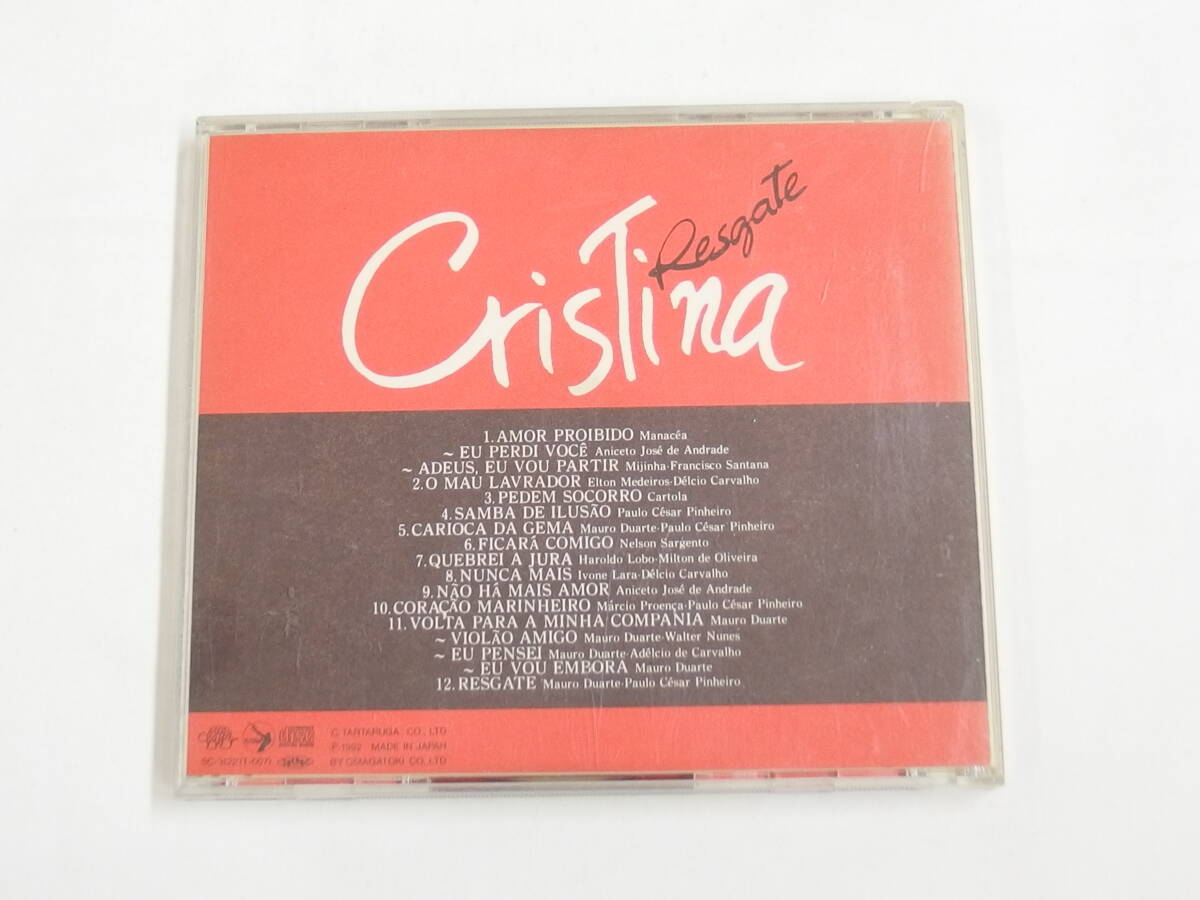 Resgate
Cristina
1. AMOR PROIBIDO Manacéa
~ EU PERDI VOCÊ Aniceto José de Andrade
~ ADEUS, EU VOU PARTIR Mijinha-Francisco Santana
2. O MAU LAVRADOR Elton Medeiros-Délcio Carvalho
3. PEDEM SOCORRO Cartola
4. SAMBA DE ILUSÃO Paulo César Pinheiro
5. CARIOCA DA GEMA Mauro Duarte-Paulo César Pinheiro
6. FICARÁ COMIGO Nelson Sargento
7. QUEBREI A JURA Haroldo Lobo-Milton de Oliveira
8. NUNCA MAIS Ivone Lara-Délcio Carvalho
9. NÃO HÁ MAIS AMOR Aniceto José de Andrade
10. CORAÇÃO MARINHEIRO Márcio Proença-Paulo César Pinheiro
11. VOLTA PARA A MINHA COMPANIA Mauro Duarte
~ VIOLÃO AMIGO Mauro Duarte-Walter Nunes
~ EU PENSEI Mauro Duarte-Adélcio de Carvalho
~ EU VOU EMBORA Mauro Duarte
12. RESGATE Mauro Duarte-Paulo César Pinheiro
C TARTARUGA CO., LTD
P-1992 MADE IN JAPAN
BY OMAGATOKI CO., LTD